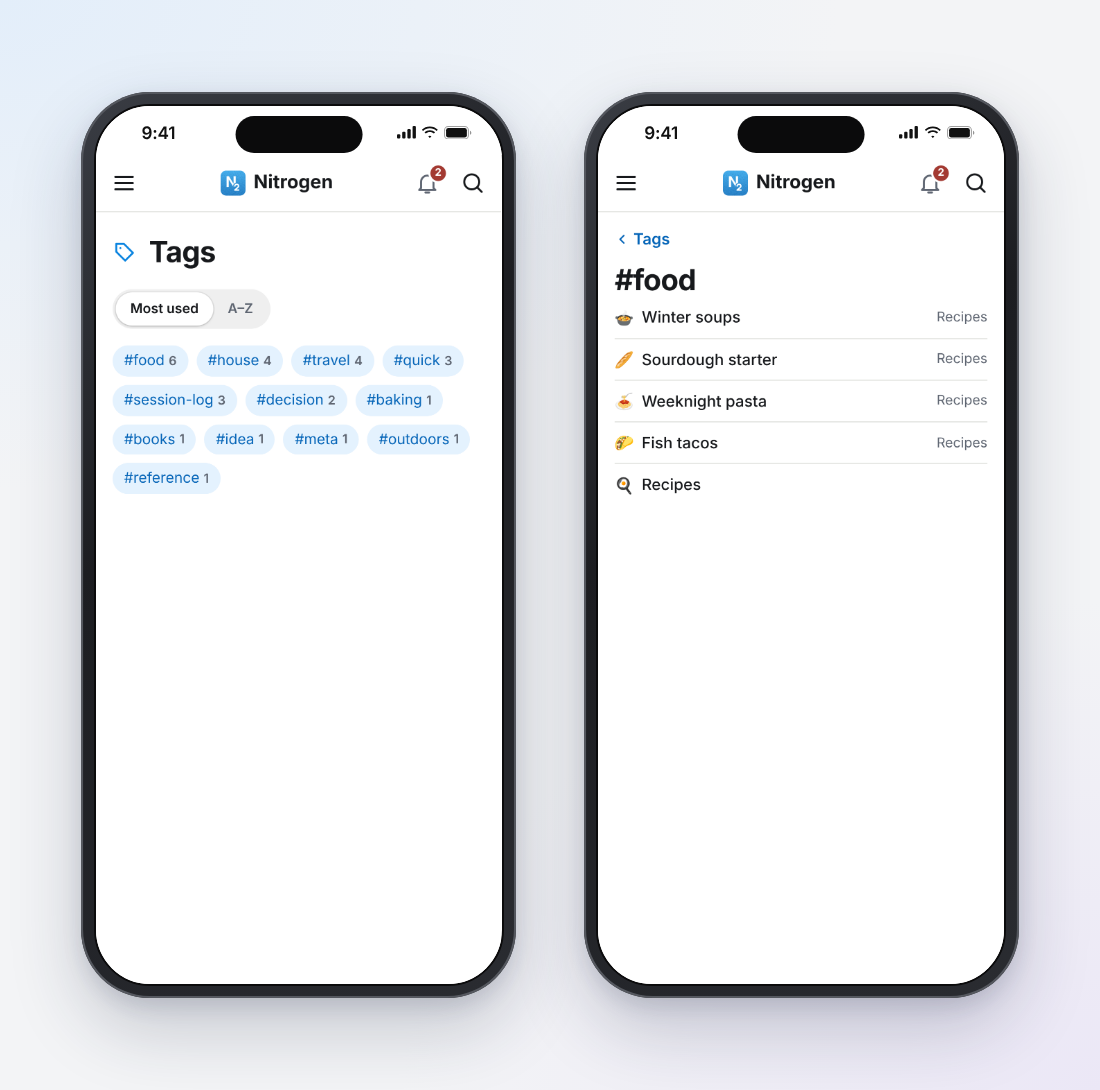 9:41
N2 Nitrogen 2
Tags
Most used A–Z
#food 6 #house 4 #travel 4 #quick 3
#session-log 3 #decision 2 #baking 1
#books 1 #idea 1 #meta 1 #outdoors 1
#reference 1
9:41
N2 Nitrogen 2
Tags
#food
Winter soups Recipes
Sourdough starter Recipes
Weeknight pasta Recipes
Fish tacos Recipes
Recipes